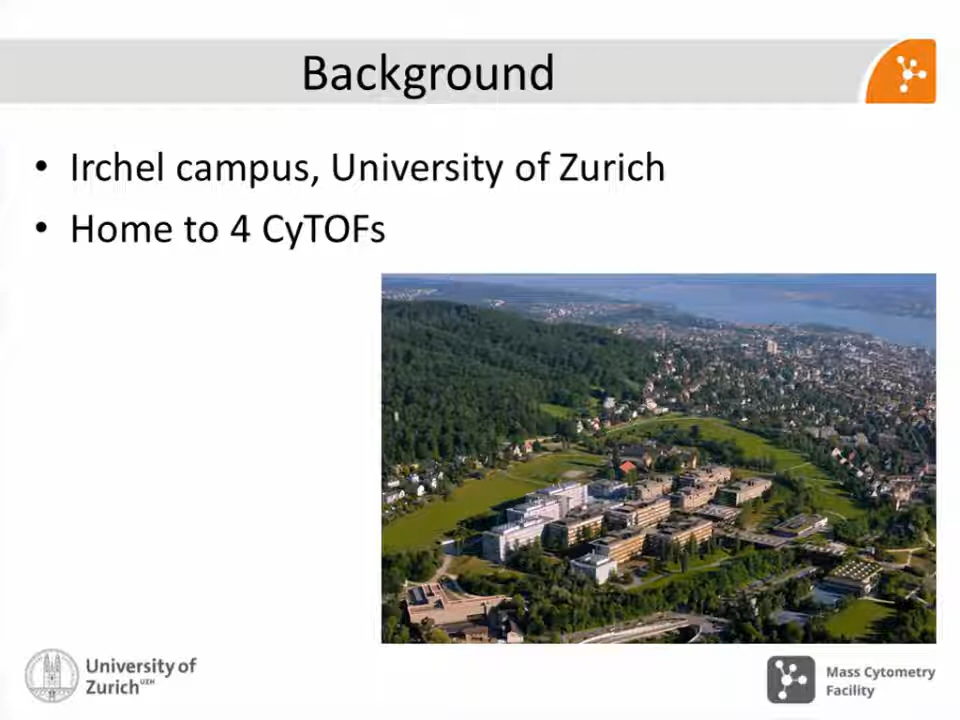 Background
• Irchel campus, University of Zurich
• Home to 4 CyTOFs
University of
Zurich UZH
Mass Cytometry
Facility